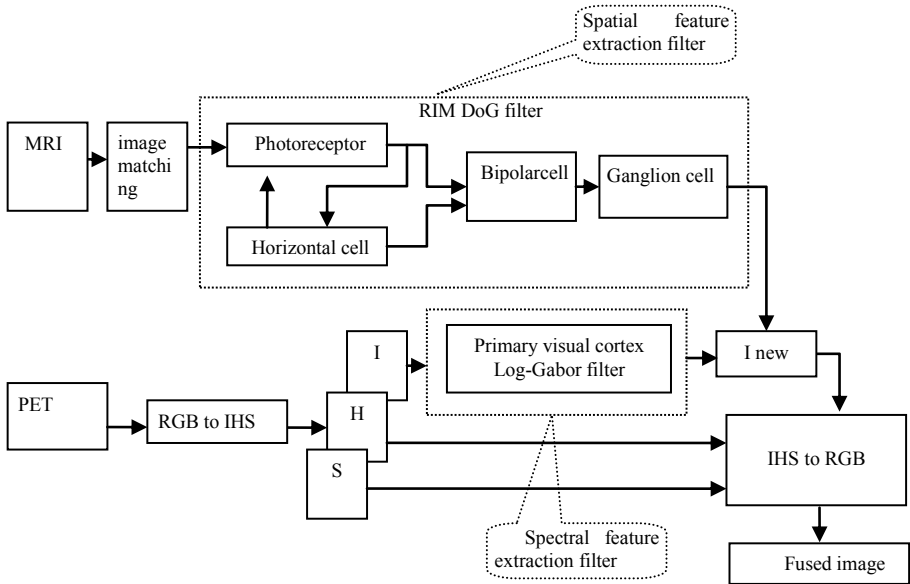 Spatial feature
extraction filter
RIM DoG filter
MRI
image
matchi
ng
Photoreceptor
Bipolarcell
Ganglion cell
Horizontal cell
I
Primary visual cortex
Log-Gabor filter
I new
PET
RGB to IHS
H
S
IHS to RGB
Spectral feature
extraction filter
Fused image